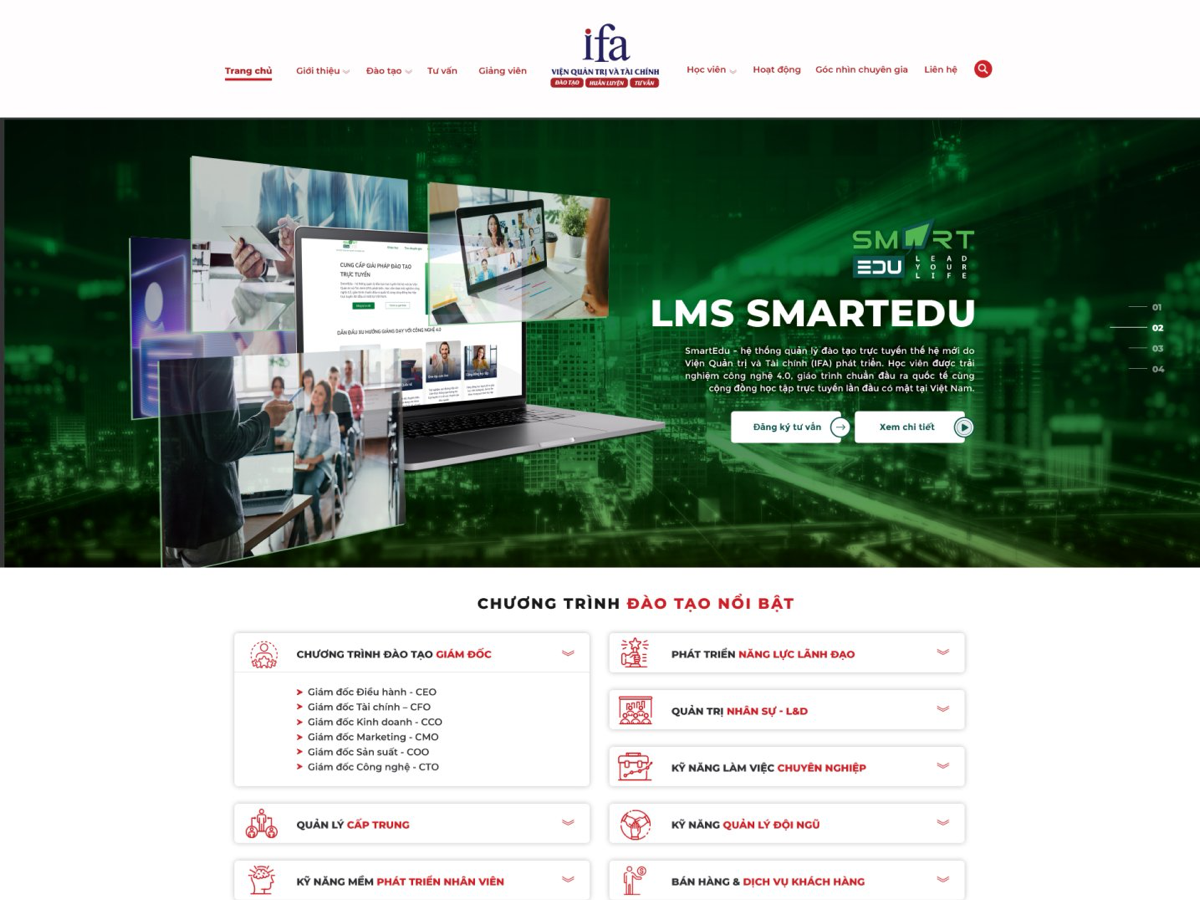 Trang chủ
Giới thiệu
Đào tạo
Tư vấn
Giảng viên
ifa
VIỆN QUẢN TRỊ VÀ TÀI CHÍNH
ĐÀO TẠO HUẤN LUYỆN TƯ VẤN
Học viên
Hoạt động
Góc nhìn chuyên gia
Liên hệ
CUNG CẤP GIẢI PHÁP ĐÀO TẠO
TRỰC TUYẾN
DẪN ĐẦU XU HƯỚNG GIẢNG DẠY VỚI CÔNG NGHỆ 4.0
SMART
EDU
LEAD
YOUR
LIFE
LMS SMARTEDU
SmartEdu – hệ thống quản lý đào tạo trực tuyến thế hệ mới do
Viện Quản trị và Tài chính (IFA) phát triển. Học viên được trải
nghiệm công nghệ 4.0, giáo trình chuẩn đầu ra quốc tế cùng
cộng đồng học tập trực tuyến lần đầu có mặt tại Việt Nam.
Đăng ký tư vấn
Xem chi tiết
01
02
03
04
CHƯƠNG TRÌNH ĐÀO TẠO NỔI BẬT
CHƯƠNG TRÌNH ĐÀO TẠO GIÁM ĐỐC
Giám đốc Điều hành - CEO
Giám đốc Tài chính – CFO
Giám đốc Kinh doanh - CCO
Giám đốc Marketing - CMO
Giám đốc Sản suất - COO
Giám đốc Công nghệ - CTO
QUẢN LÝ CẤP TRUNG
KỸ NĂNG MỀM PHÁT TRIỂN NHÂN VIÊN
PHÁT TRIỂN NĂNG LỰC LÃNH ĐẠO
QUẢN TRỊ NHÂN SỰ - L&D
KỸ NĂNG LÀM VIỆC CHUYÊN NGHIỆP
KỸ NĂNG QUẢN LÝ ĐỘI NGŨ
BÁN HÀNG & DỊCH VỤ KHÁCH HÀNG